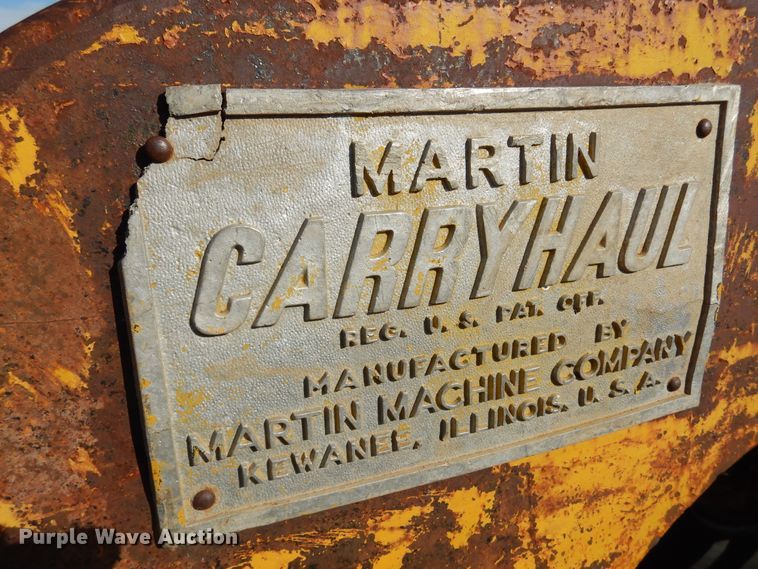 MARTIN
CARRYHAUL
REG. U. S. PAT. OFF.
MANUFACTURED BY
MARTIN MACHINE COMPANY
KEWANEE, ILLINOIS, U. S. A.
Purple Wave Auction